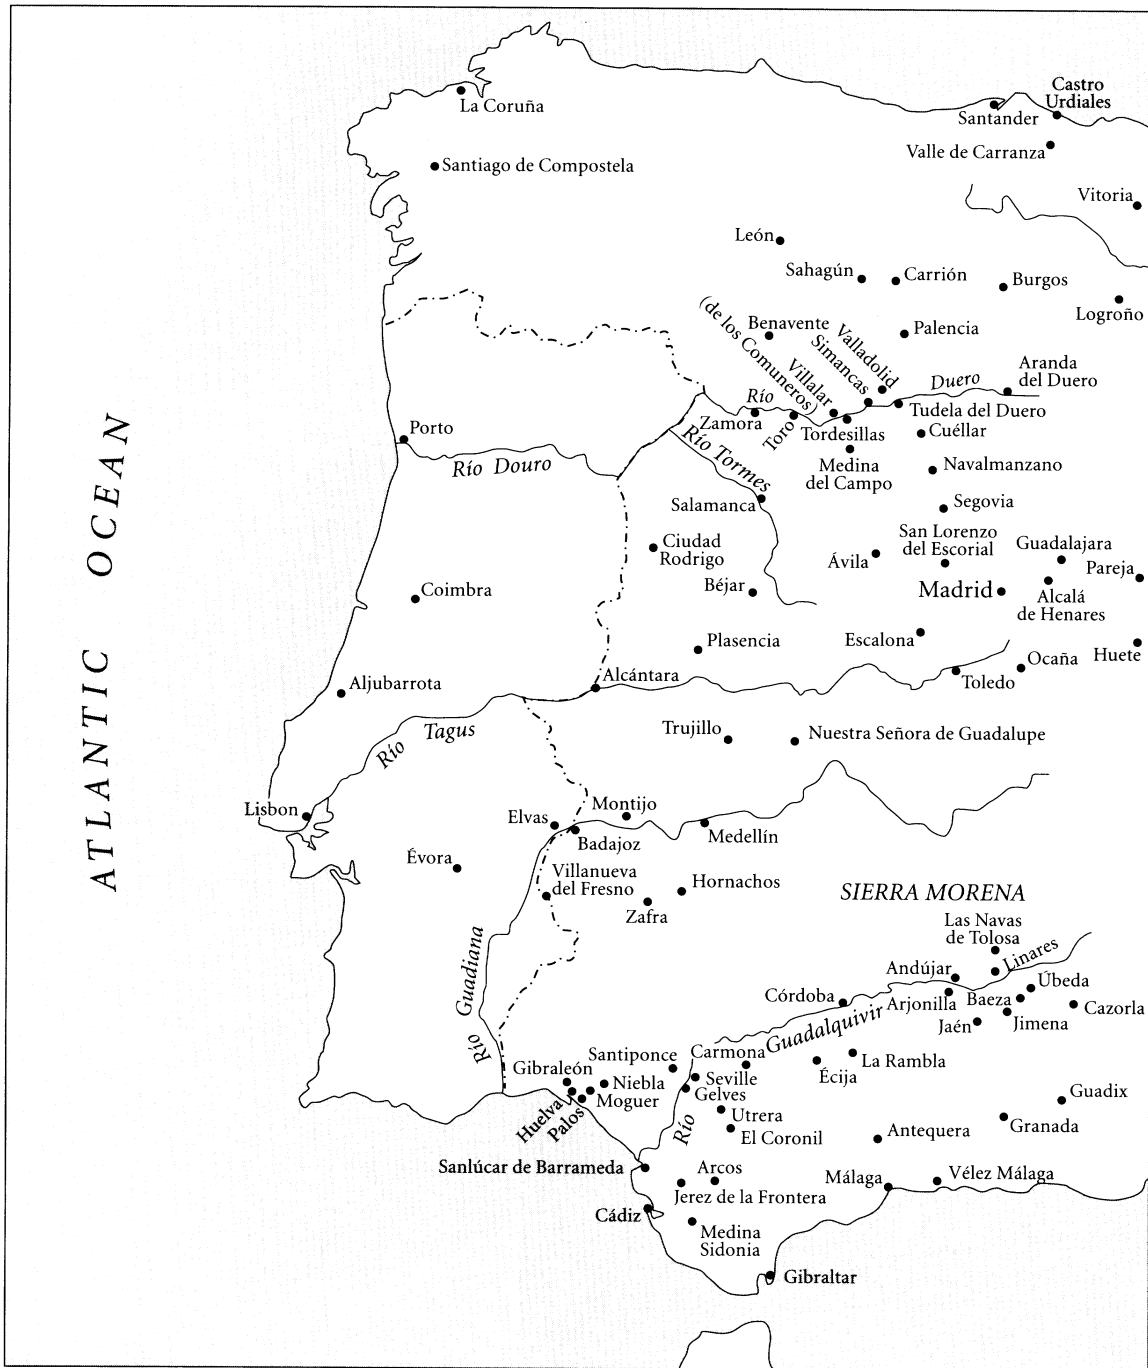 La Coruña
Castro
Urdiales
Santander
Santiago de Compostela
Valle de Carranza
Vitoria
León
Sahagún
Carrión
Burgos
Logroño
(de los Comuneros)
Benavente
Villalar
Simancas
Valladolid
Palencia
Aranda
del Duero
Río
Duero
Zamora
Toro
Tordesillas
Tudela del Duero
Cuéllar
Porto
Río Douro
Río Tormes
Medina
del Campo
Navalmanzano
Salamanca
Segovia
Ciudad
Rodrigo
San Lorenzo
del Escorial
Ávila
Guadalajara
Pareja
Béjar
Madrid
Alcalá
de Henares
Coimbra
ATLANTIC OCEAN
Plasencia
Escalona
Ocaña
Huete
Alcántara
Toledo
Aljubarrota
Río Tagus
Trujillo
Nuestra Señora de Guadalupe
Lisbon
Elvas
Montijo
Badajoz
Medellín
Évora
Villanueva
del Fresno
Hornachos
Zafra
SIERRA MORENA
Las Navas
de Tolosa
Linares
Río Guadiana
Andújar
Úbeda
Córdoba
Arjonilla
Baeza
Cazorla
Jaén
Jimena
Guadalquivir
Santiponce
Carmona
La Rambla
Écija
Gibraleón
Niebla
Seville
Moguer
Gelves
Huelva
Palos
Guadix
Utrera
Granada
Río
El Coronil
Antequera
Sanlúcar de Barrameda
Arcos
Málaga
Vélez Málaga
Jerez de la Frontera
Cádiz
Medina
Sidonia
Gibraltar